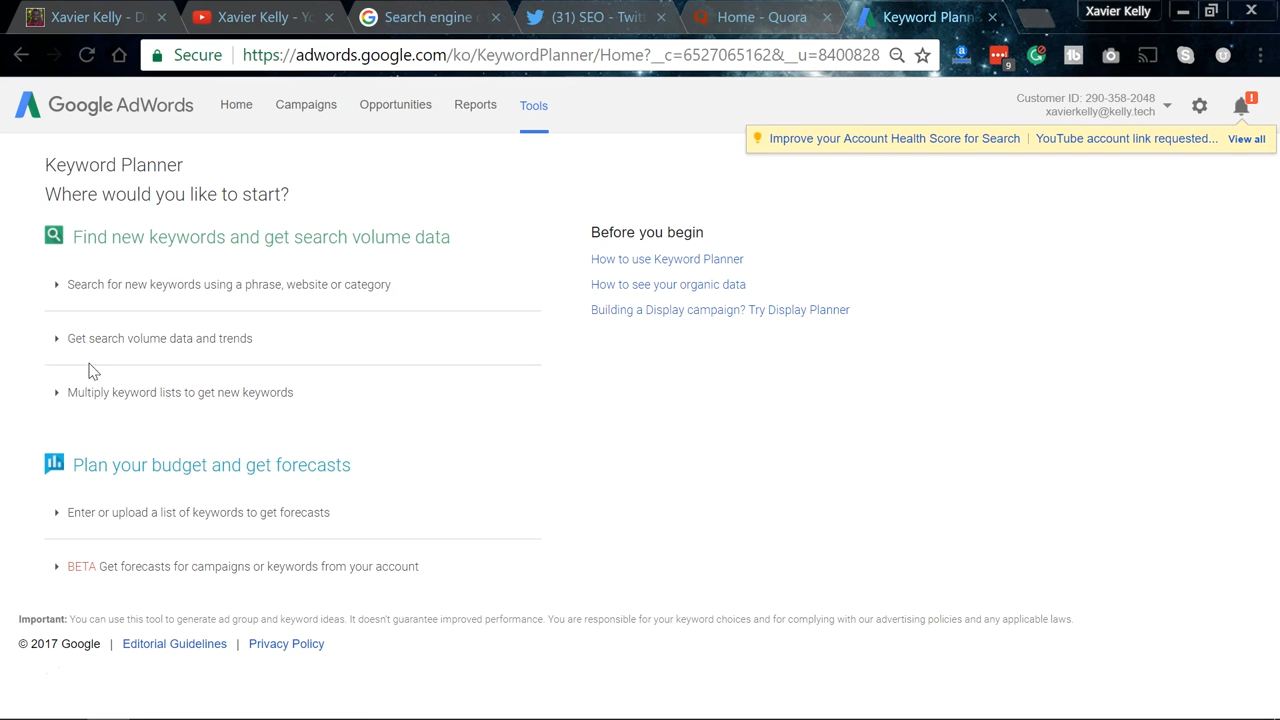 Xavier Kelly - D
Xavier Kelly - Yo
Search engine
(31) SEO - Twitt
Home - Quora
Keyword Plann
Xavier Kelly
Secure
https://adwords.google.com/ko/KeywordPlanner/Home?__c=6527065162&__u=8400828
9
Google AdWords
Home
Campaigns
Opportunities
Reports
Tools
Customer ID: 290-358-2048
xavierkelly@kelly.tech
Improve your Account Health Score for Search
YouTube account link requested...
View all
Keyword Planner
Where would you like to start?
Find new keywords and get search volume data
Search for new keywords using a phrase, website or category
Get search volume data and trends
Multiply keyword lists to get new keywords
Before you begin
How to use Keyword Planner
How to see your organic data
Building a Display campaign? Try Display Planner
Plan your budget and get forecasts
Enter or upload a list of keywords to get forecasts
BETA Get forecasts for campaigns or keywords from your account
Important: You can use this tool to generate ad group and keyword ideas. It doesn't guarantee improved performance. You are responsible for your keyword choices and for complying with our advertising policies and any applicable laws.
© 2017 Google | Editorial Guidelines | Privacy Policy